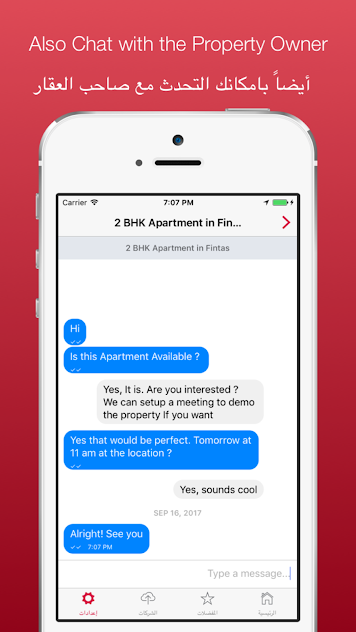 Also Chat with the Property Owner
أيضاً بامكانك التحدث مع صاحب العقار
Carrier 7:07 PM
2 BHK Apartment in Fin...
2 BHK Apartment in Fintas
Hi
Is this Apartment Available ?
Yes, It is. Are you interested ?
We can setup a meeting to demo
the property If you want
Yes that would be perfect. Tomorrow at
11 am at the location ?
Yes, sounds cool
SEP 16, 2017
Alright! See you
7:07 PM
Type a message...
إعدادات الشركات المفضلات الرئيسية